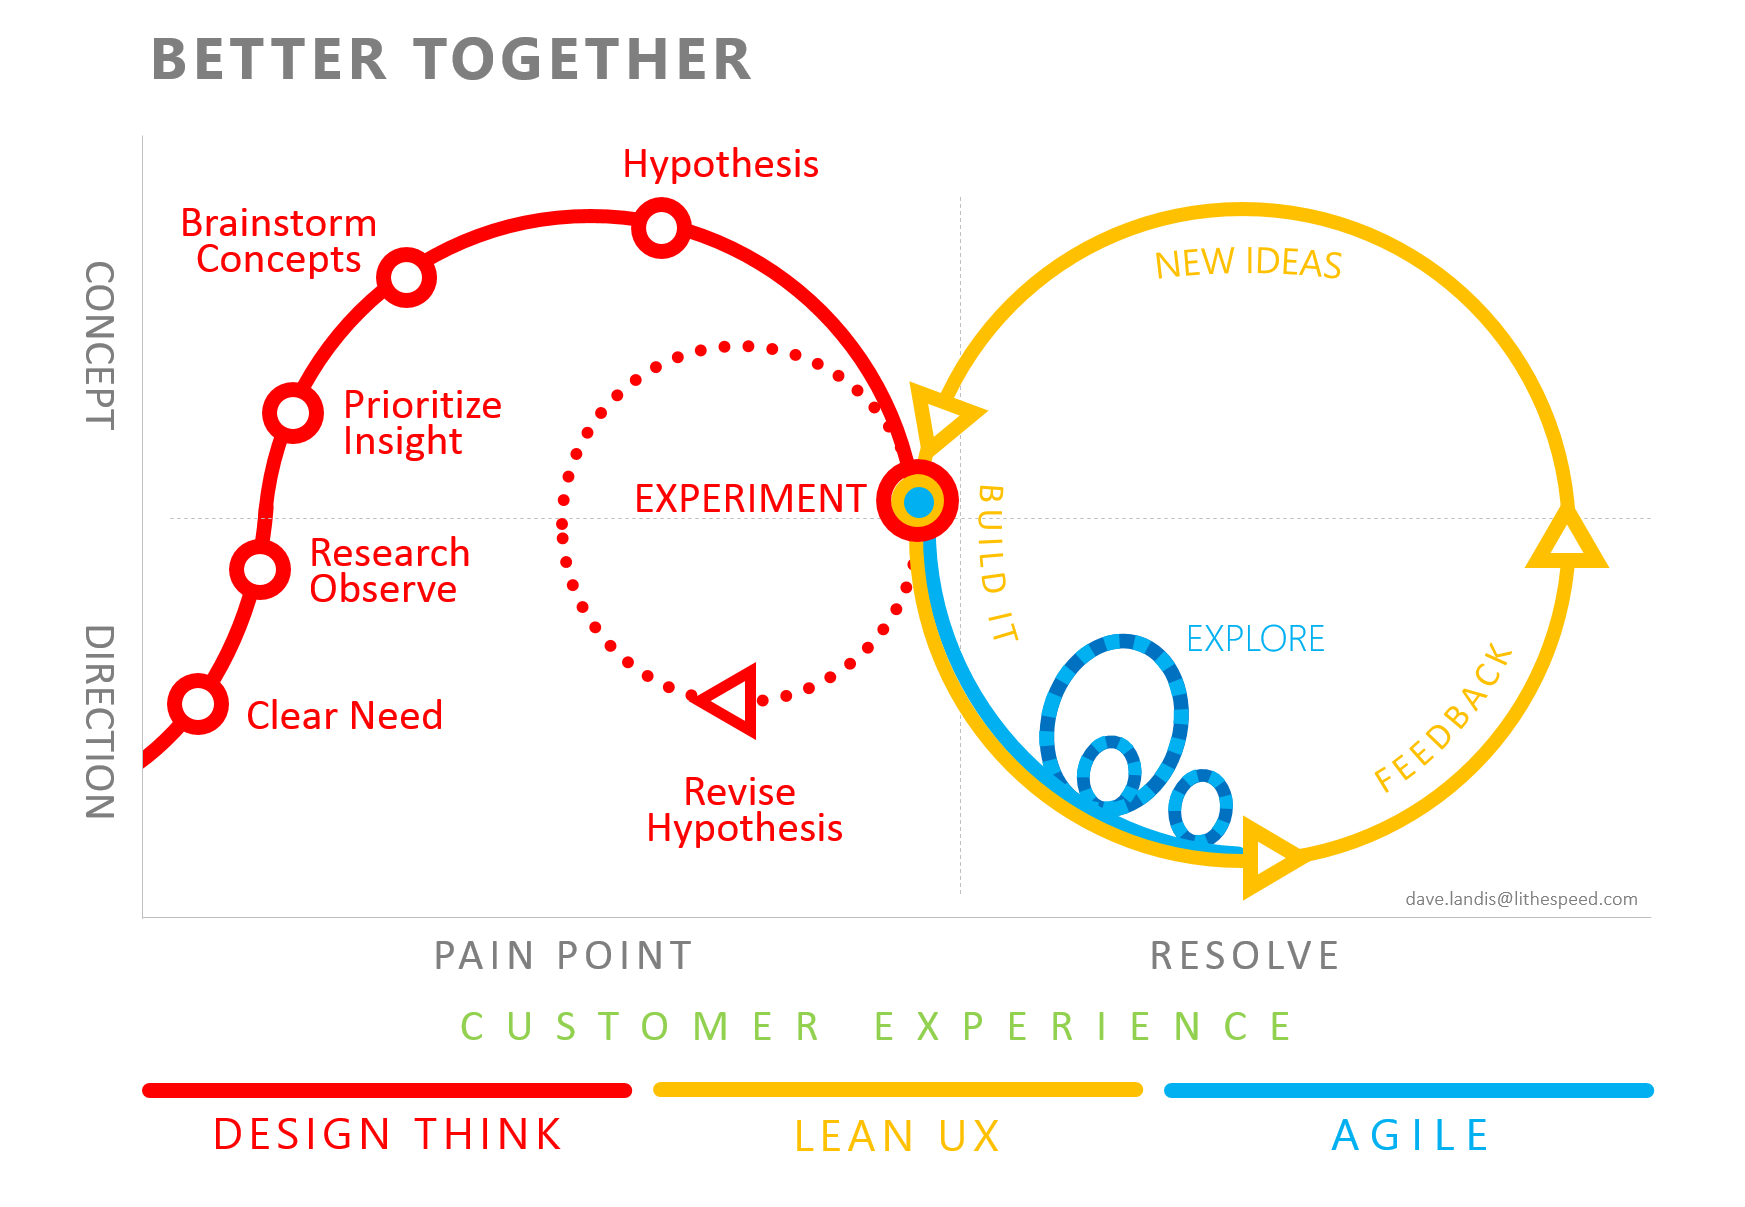 BETTER TOGETHER
Hypothesis
Brainstorm
Concepts
NEW IDEAS
CONCEPT
Prioritize
Insight
EXPERIMENT
BUILD IT
Research
Observe
EXPLORE
FEEDBACK
DIRECTION
Clear Need
Revise
Hypothesis
dave.landis@lithespeed.com
PAIN POINT
RESOLVE
CUSTOMER EXPERIENCE
DESIGN THINK
LEAN UX
AGILE